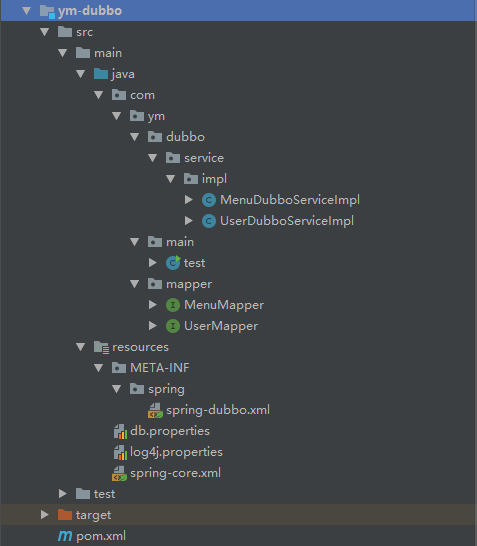 ym-dubbo
src
main
java
com
ym
dubbo
service
impl
MenuDubboServiceImpl
UserDubboServiceImpl
main
test
mapper
MenuMapper
UserMapper
resources
META-INF
spring
spring-dubbo.xml
db.properties
log4j.properties
spring-core.xml
test
target
pom.xml